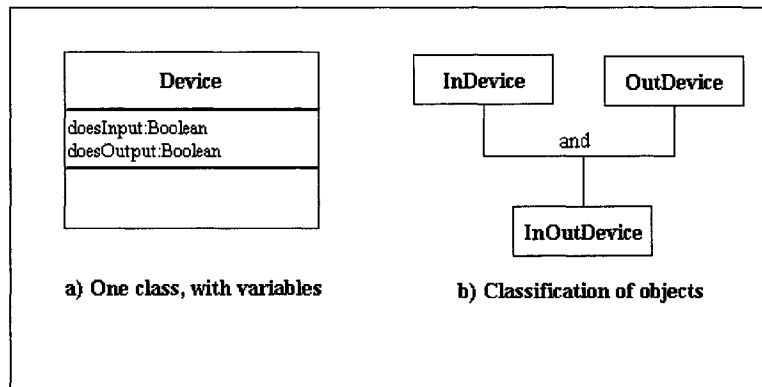 Device
doesInput:Boolean
doesOutput:Boolean
a) One class, with variables
InDevice
OutDevice
and
InOutDevice
b) Classification of objects